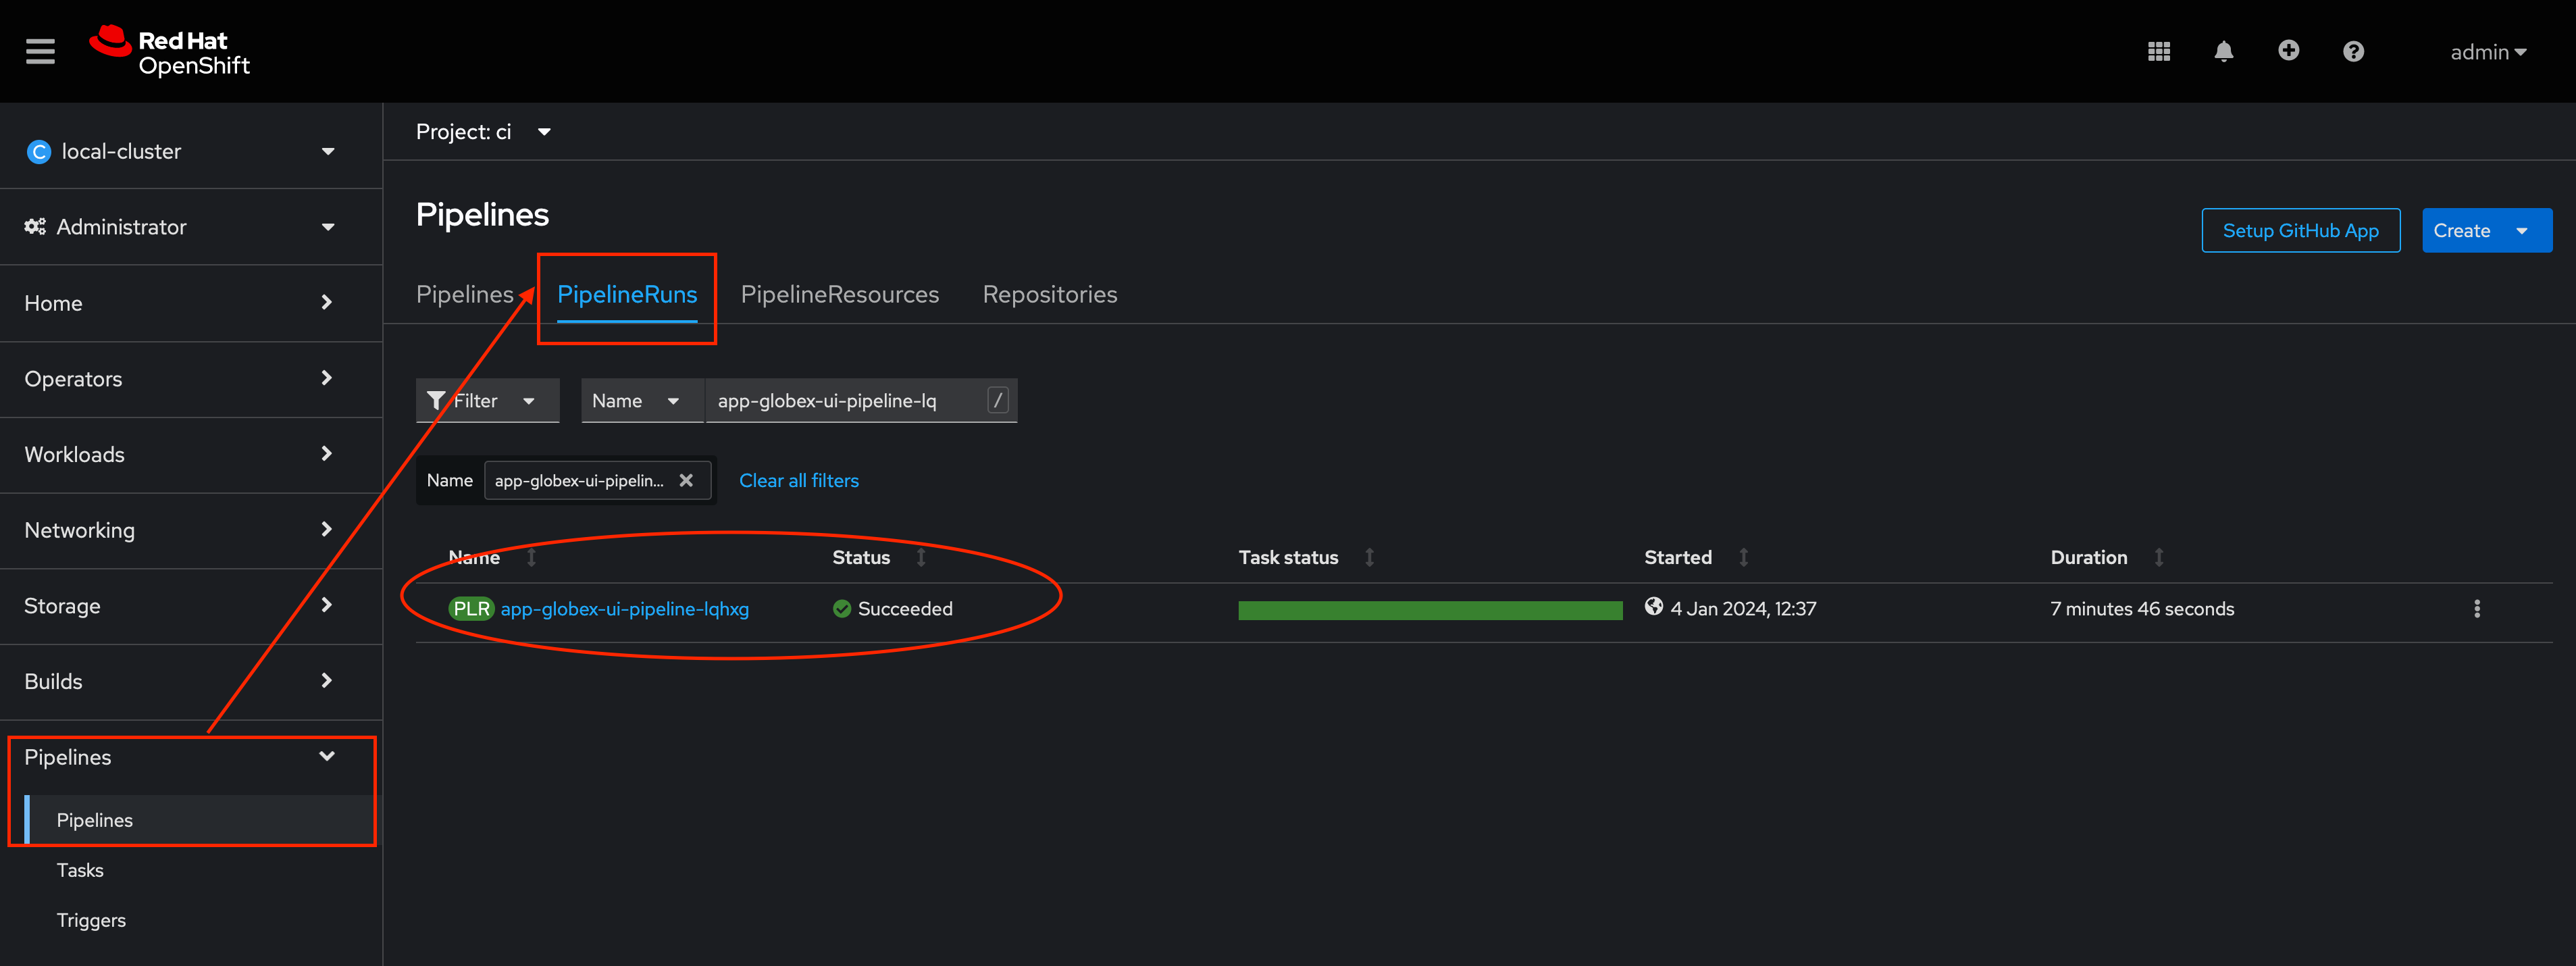 Red Hat
OpenShift
admin
C local-cluster
Administrator
Home
Operators
Workloads
Networking
Storage
Builds
Pipelines
Pipelines
Tasks
Triggers
Project: ci
Pipelines
Setup GitHub App
Create
Pipelines PipelineRuns PipelineResources Repositories
Filter Name app-globex-ui-pipeline-lq /
Name app-globex-ui-pipelin... Clear all filters
Name Status Task status Started Duration
PLR app-globex-ui-pipeline-lqhxg Succeeded 4 Jan 2024, 12:37 7 minutes 46 seconds